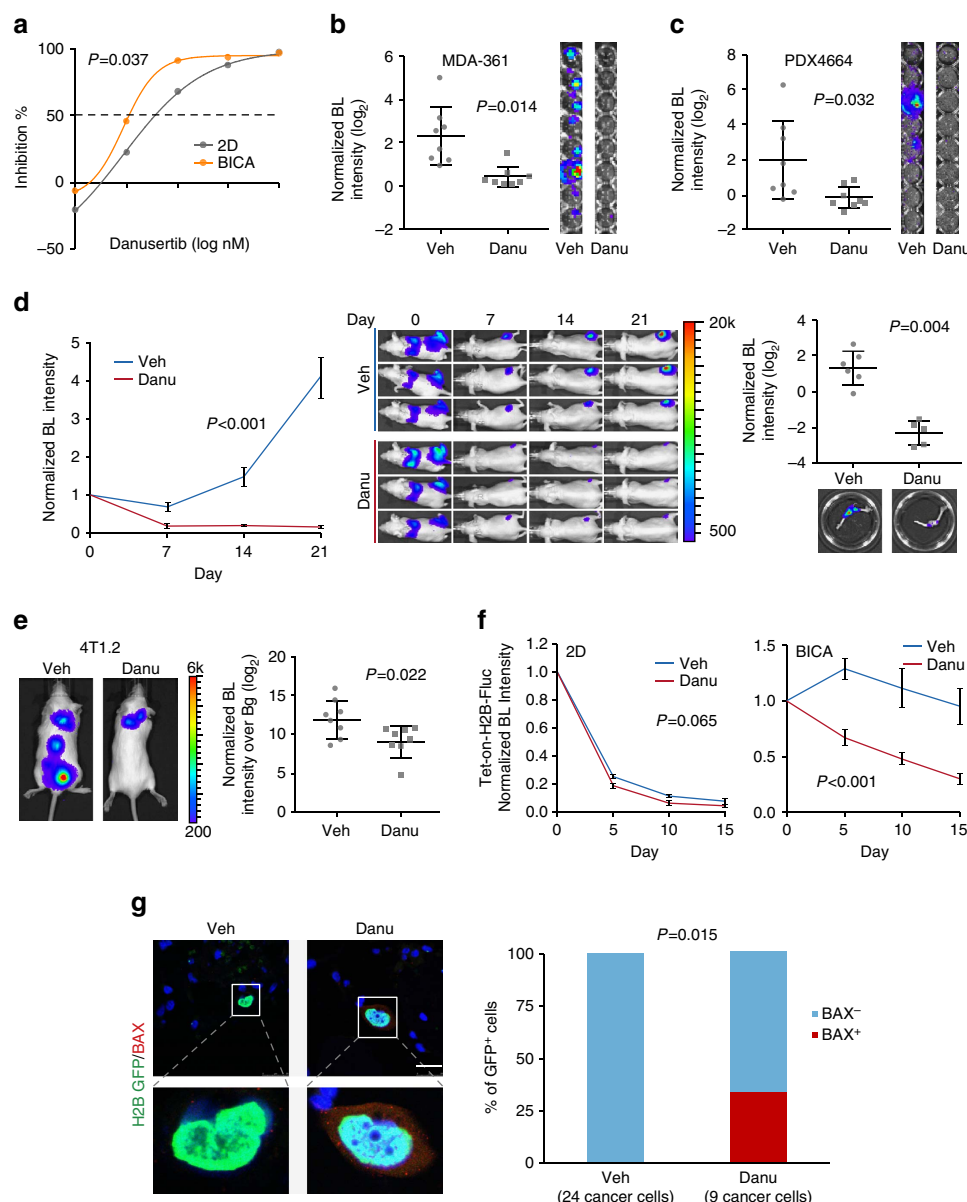 a
100
50
0
–50
Inhibition %
P=0.037
2D
BICA
Danusertib (log nM)
b
6
4
2
0
–2
Normalized BL
intensity (log2)
MDA-361
P=0.014
Veh
Danu
Veh Danu
c
8
6
4
2
0
–2
Normalized BL
intensity (log2)
PDX4664
P=0.032
Veh
Danu
Veh Danu
d
5
4
3
2
1
0
Normalized BL intensity
Veh
Danu
P<0.001
0
7
14
21
Day
Day
0
7
14
21
Veh
Danu
20k
500
4
2
0
–2
–4
Normalized BL
intensity (log2)
P=0.004
Veh
Danu
e
4T1.2
Veh
Danu
6k
200
20
15
10
5
0
Normalized BL
intensity over Bg (log2)
P=0.022
Veh
Danu
f
1.2
1.0
0.8
0.6
0.4
0.2
0
Tet-on-H2B-Fluc
Normalized BL Intensity
2D
Veh
Danu
P=0.065
0
5
10
15
Day
1.5
1.0
0.5
0.0
BICA
Veh
Danu
P<0.001
0
5
10
15
Day
g
Veh
Danu
H2B GFP/BAX
P=0.015
100
75
50
25
0
% of GFP+ cells
BAX–
BAX+
Veh
(24 cancer cells)
Danu
(9 cancer cells)